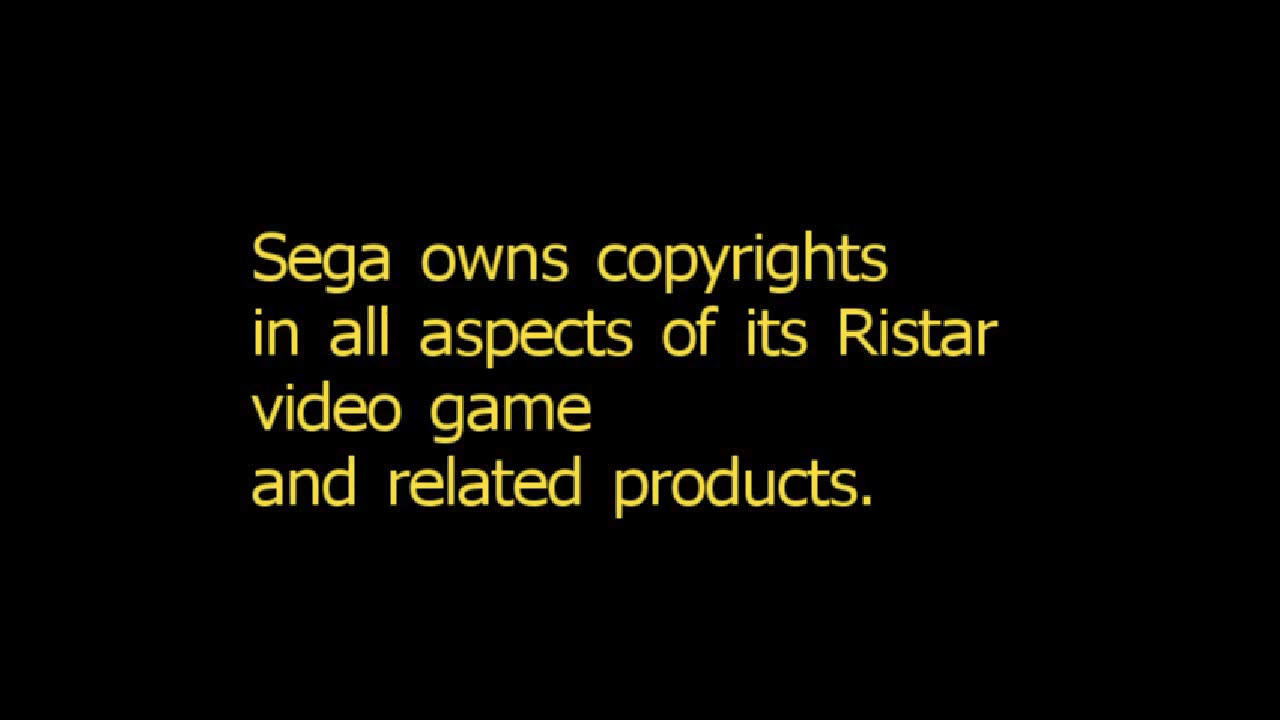 Sega owns copyrights
in all aspects of its Ristar
video game
and related products.